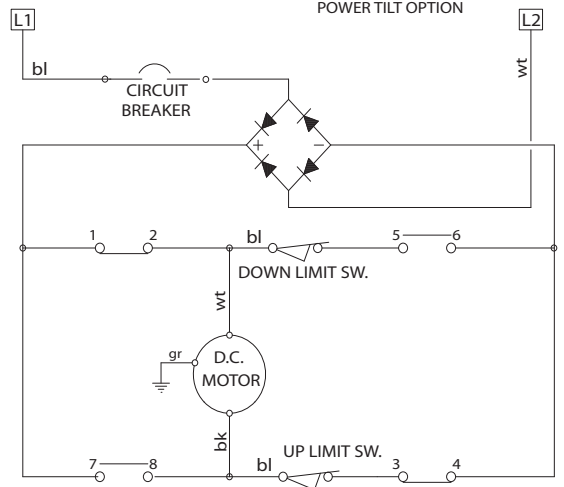 POWER TILT OPTION
L1
L2
bl
wt
CIRCUIT
BREAKER
+
−
1
2
bl
5
6
DOWN LIMIT SW.
wt
gr
D.C.
MOTOR
bk
UP LIMIT SW.
7
8
bl
3
4